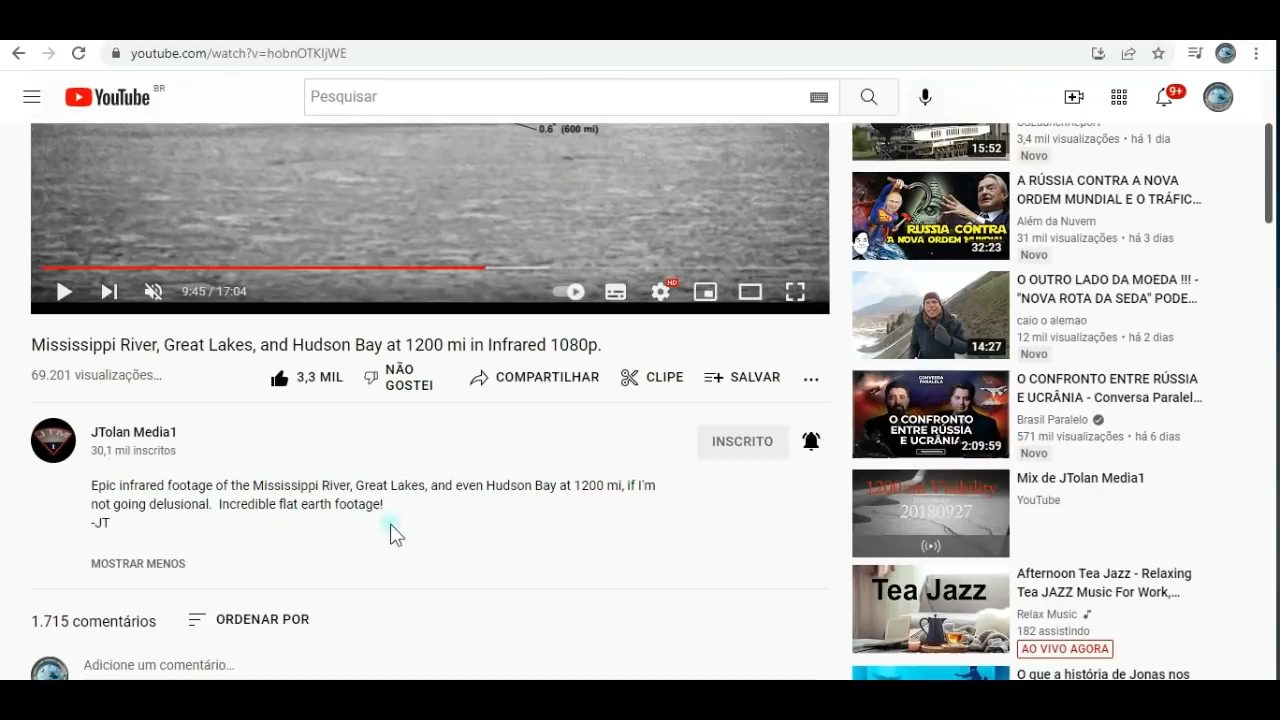 youtube.com/watch?v=hobnOTKIjWE
YouTube BR
Pesquisar
9+
0.6° (600 mi)
HD
9:45 / 17:04
Mississippi River, Great Lakes, and Hudson Bay at 1200 mi in Infrared 1080p.
69.201 visualizações...
3,3 MIL
NÃO
GOSTEI
COMPARTILHAR
CLIPE
SALVAR
JTM
1
JTolan Media1
30,1 mil inscritos
INSCRITO
Epic infrared footage of the Mississippi River, Great Lakes, and even Hudson Bay at 1200 mi, if I'm
not going delusional.  Incredible flat earth footage!
-JT
MOSTRAR MENOS
1.715 comentários
ORDENAR POR
Adicione um comentário...
15:52
3,4 mil visualizações • há 1 dia
Novo
RUSSIA CONTRA
A NOVA ORDEM MUNDIAL
32:23
A RÚSSIA CONTRA A NOVA
ORDEM MUNDIAL E O TRÁFIC...
Além da Nuvem
31 mil visualizações • há 3 dias
Novo
14:27
O OUTRO LADO DA MOEDA !!! -
"NOVA ROTA DA SEDA" PODE...
caio o alemao
12 mil visualizações • há 2 dias
Novo
CONVERSA
PARALELA
O CONFRONTO
ENTRE RÚSSIA
E UCRÂNIA
2:09:59
O CONFRONTO ENTRE RÚSSIA
E UCRÂNIA - Conversa Paralel...
Brasil Paralelo
571 mil visualizações • há 6 dias
Novo
1200 mi Visibility
20180927
Mix de JTolan Media1
YouTube
Tea Jazz
Afternoon Tea Jazz - Relaxing
Tea JAZZ Music For Work,...
Relax Music
182 assistindo
AO VIVO AGORA
O que a história de Jonas nos